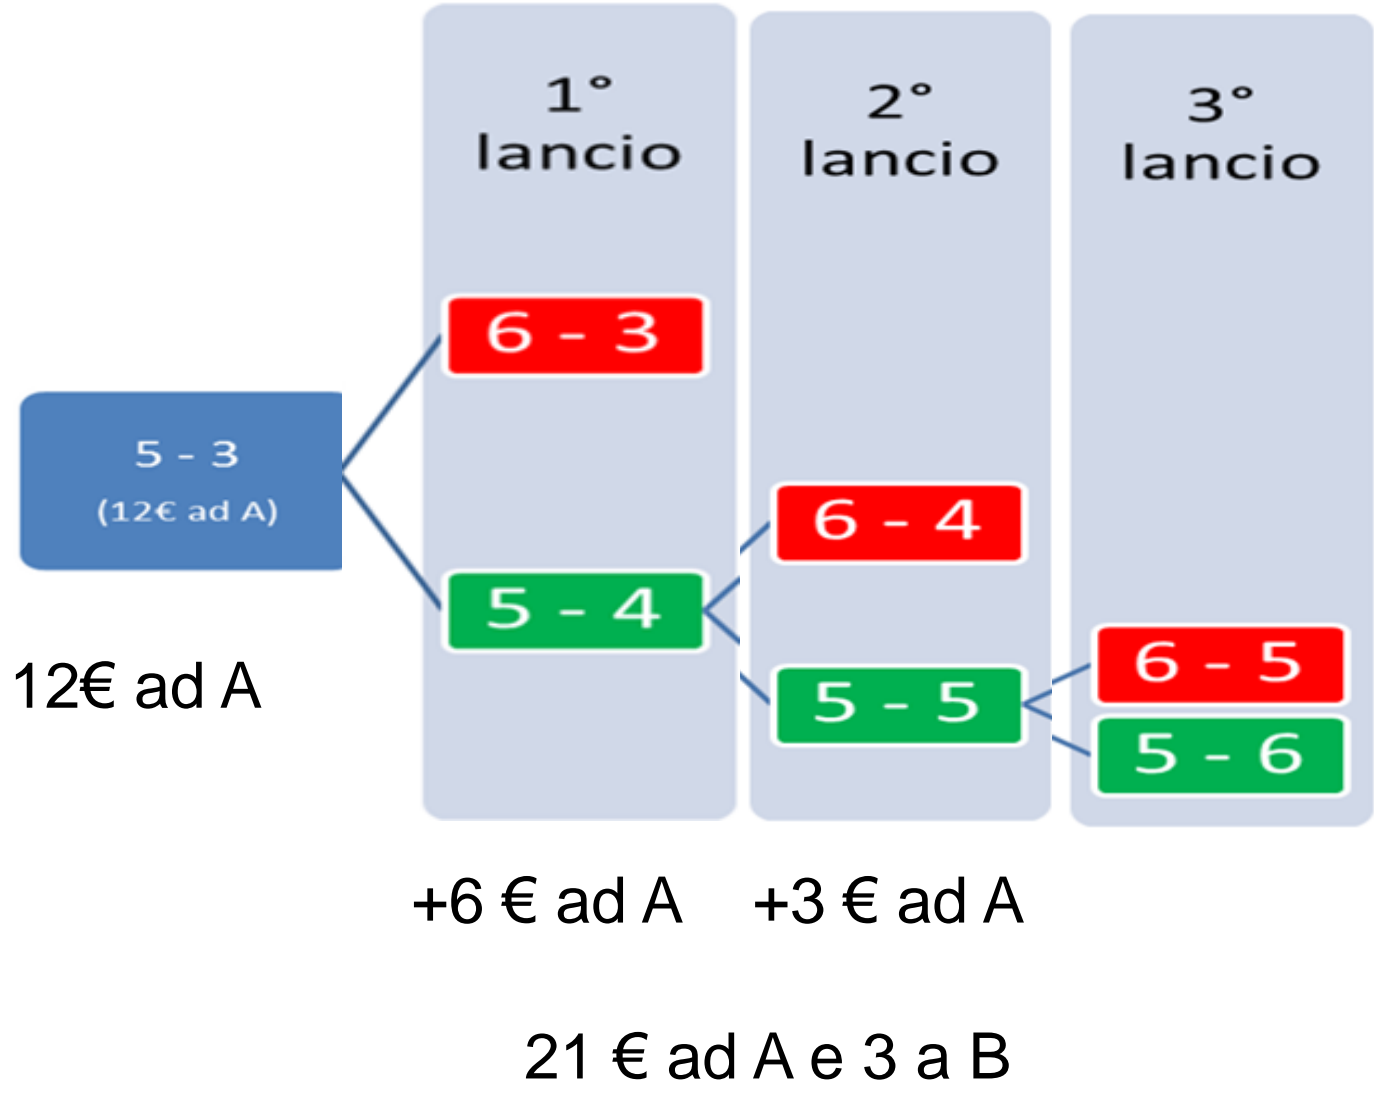 1°
lancio
2°
lancio
3°
lancio
6 - 3
5 - 3
(12€ ad A)
6 - 4
5 - 4
12€ ad A
6 - 5
5 - 5
5 - 6
+6 € ad A
+3 € ad A
21 € ad A e 3 a B